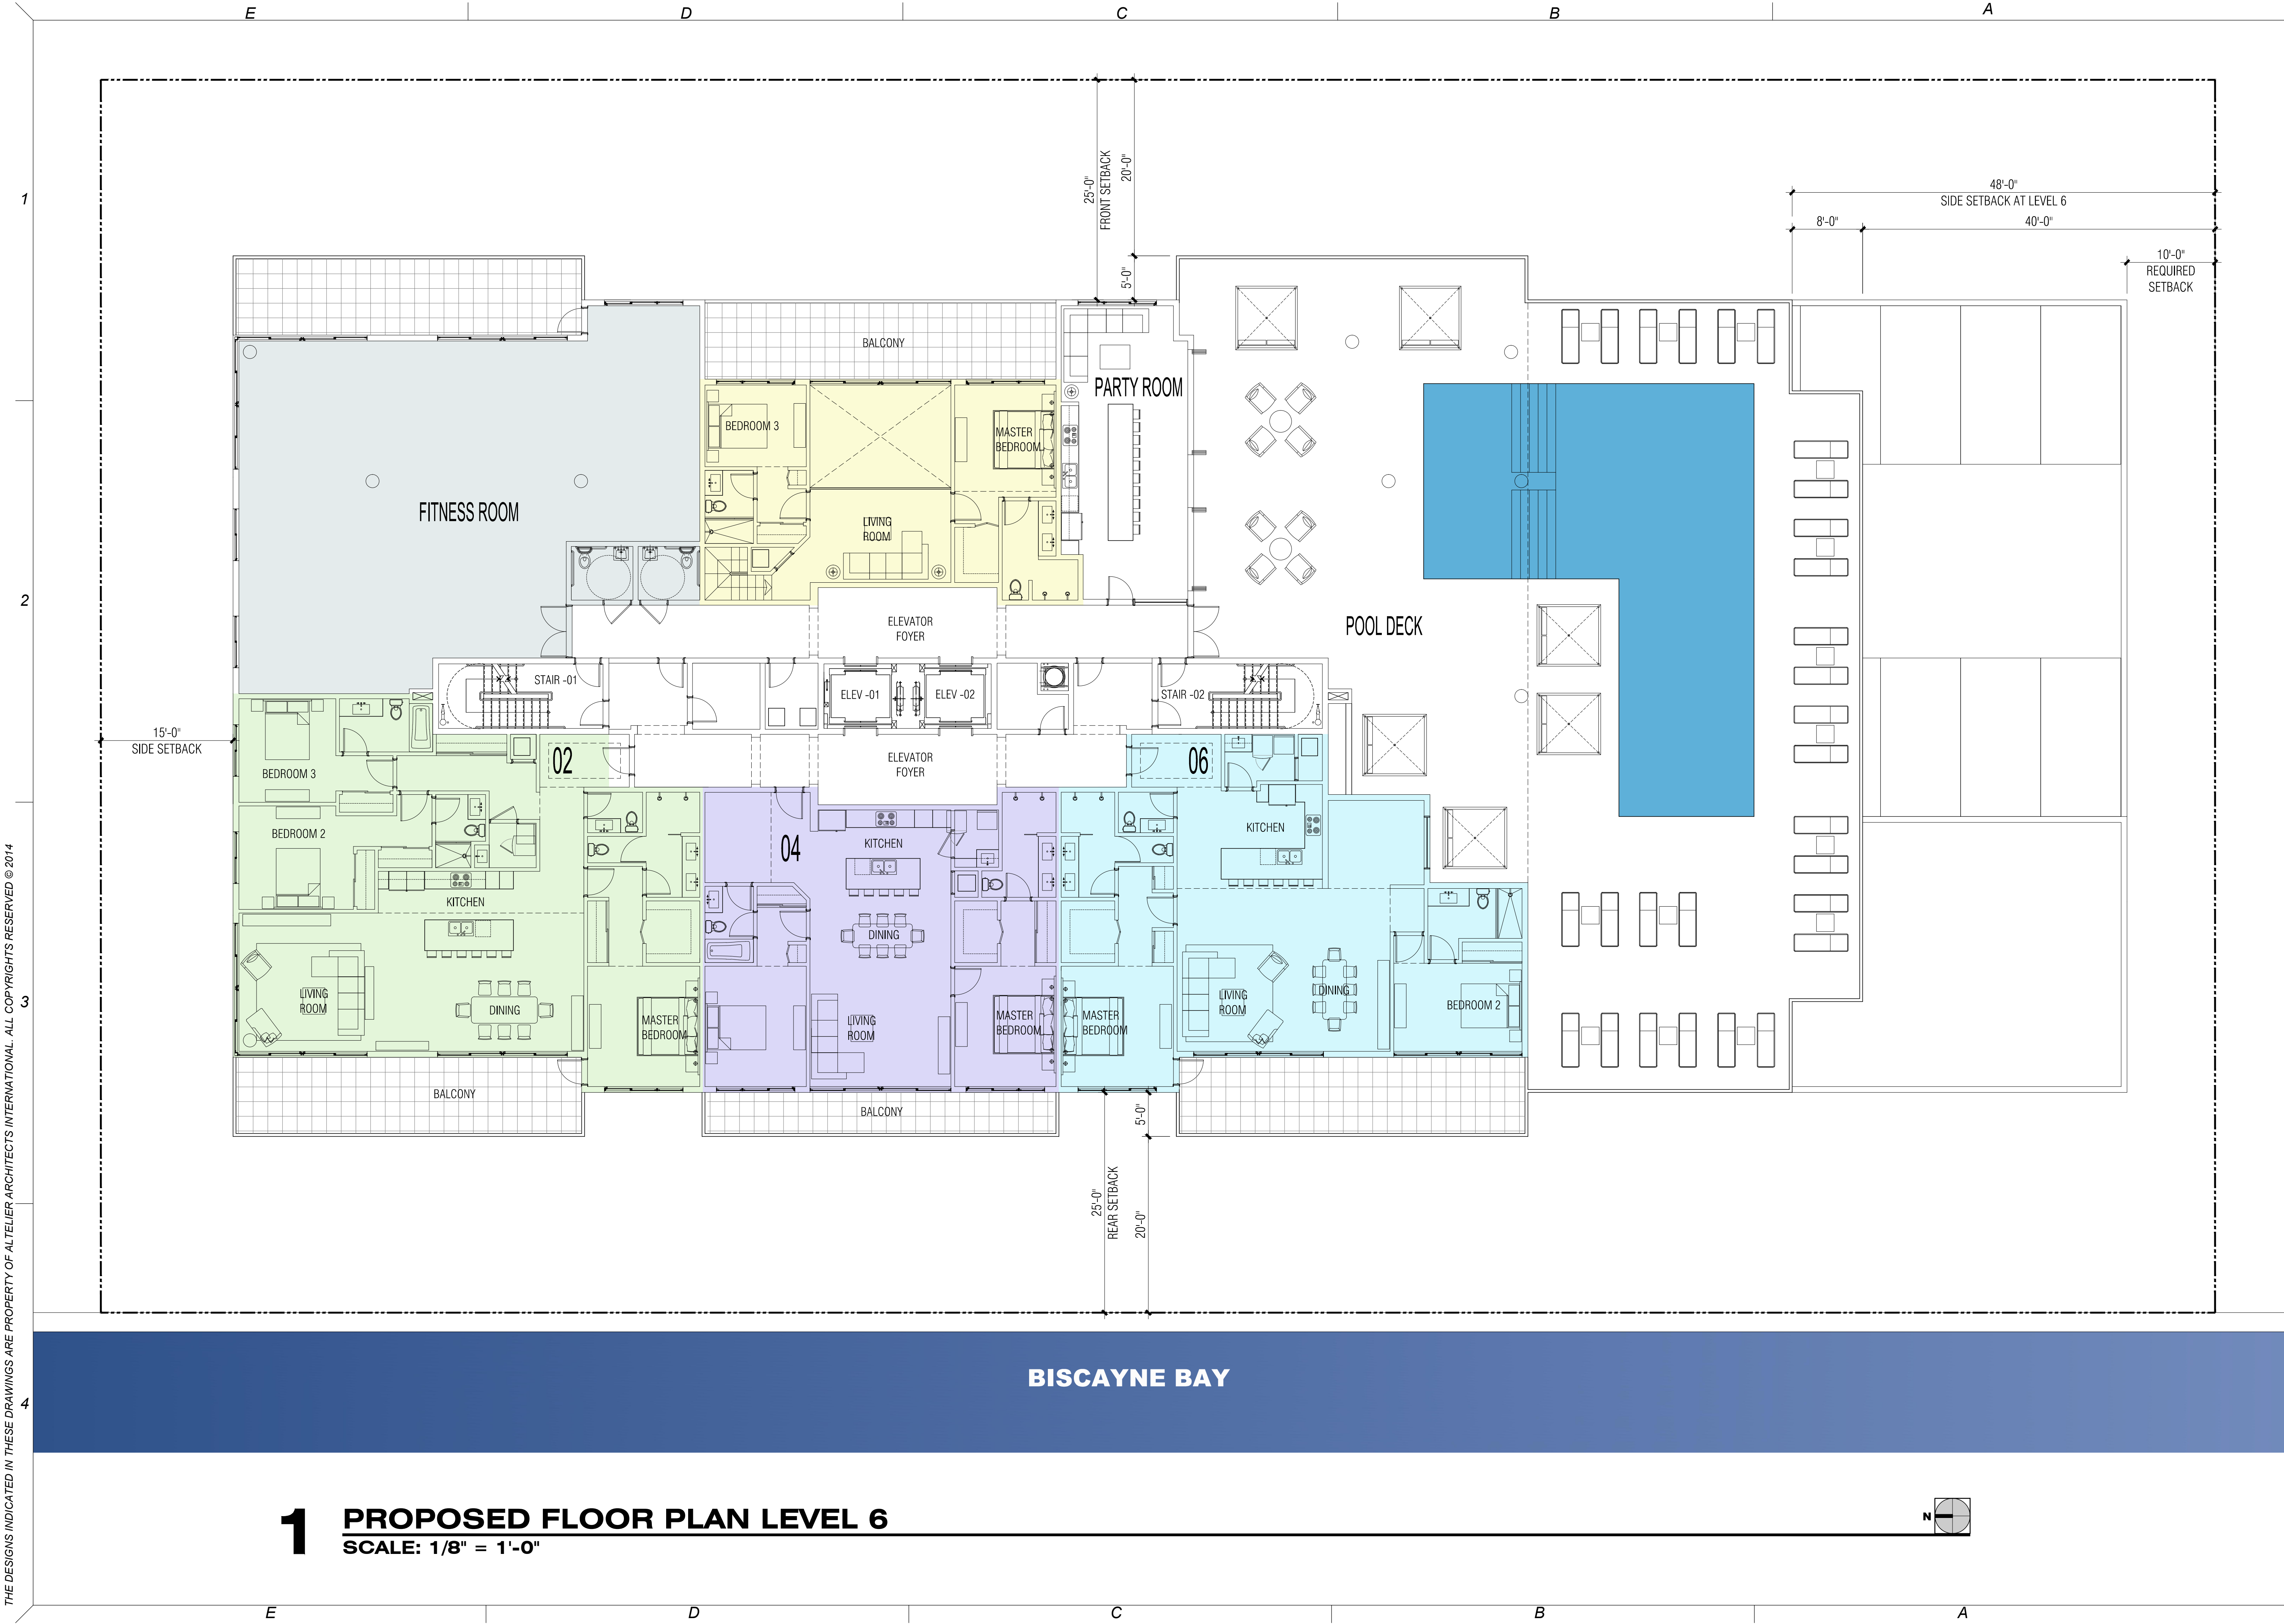 E
D
C
B
A
1
2
3
4
25'-0"
FRONT SETBACK
20'-0"
5'-0"
48'-0"
SIDE SETBACK AT LEVEL 6
8'-0"
40'-0"
10'-0"
REQUIRED
SETBACK
BALCONY
PARTY ROOM
BEDROOM 3
MASTER
BEDROOM
FITNESS ROOM
LIVING
ROOM
ELEVATOR
FOYER
POOL DECK
STAIR -01
ELEV -01
ELEV -02
STAIR -02
15'-0"
SIDE SETBACK
02
ELEVATOR
FOYER
06
BEDROOM 3
BEDROOM 2
04
KITCHEN
KITCHEN
KITCHEN
DINING
LIVING
ROOM
DINING
MASTER
BEDROOM
LIVING
ROOM
MASTER
BEDROOM
MASTER
BEDROOM
LIVING
ROOM
DINING
BEDROOM 2
BALCONY
BALCONY
5'-0"
25'-0"
REAR SETBACK
20'-0"
BISCAYNE BAY
1
PROPOSED FLOOR PLAN LEVEL 6
SCALE: 1/8" = 1'-0"
N
THE DESIGNS INDICATED IN THESE DRAWINGS ARE PROPERTY OF ALTELIER ARCHITECTS INTERNATIONAL. ALL COPYRIGHTS RESERVED © 2014
E
D
C
B
A